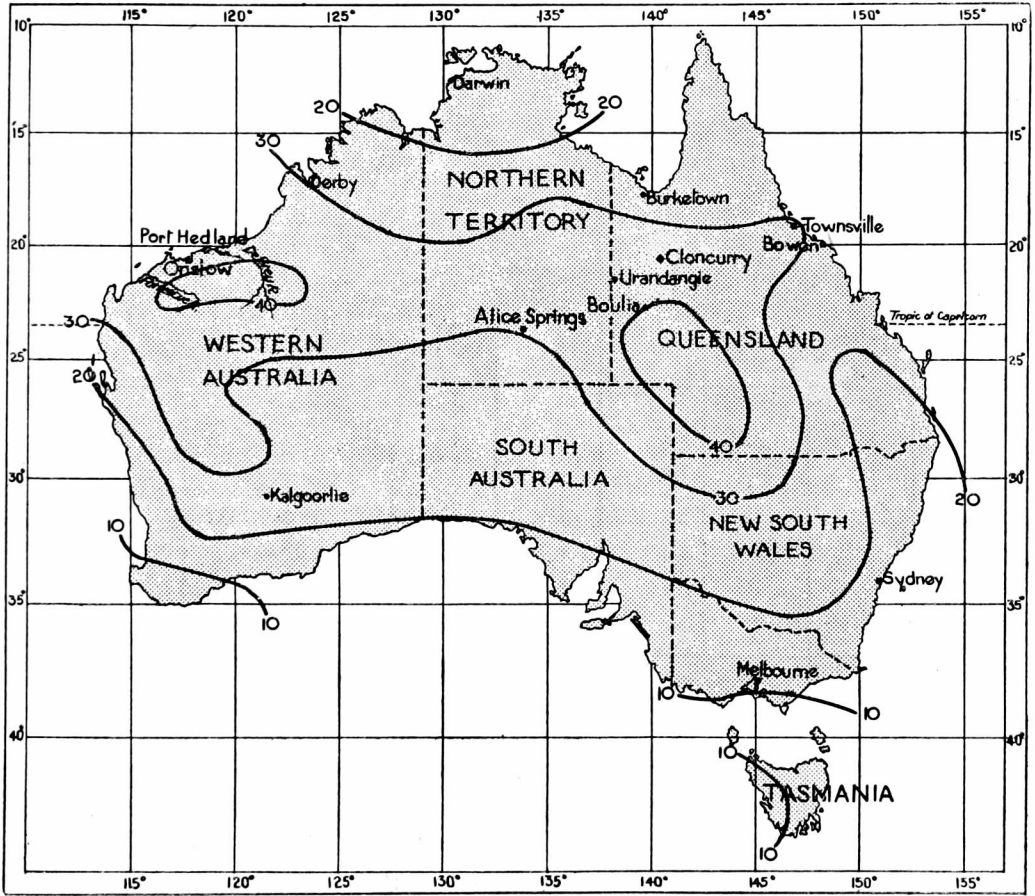 115° 120° 125° 130° 135° 140° 145° 150° 155°
10° 10°
Darwin
20 20
15° 15°
30
Derby
NORTHERN
TERRITORY
Burketown
Townsville
Bowen
20° 20°
Port Hedland
Onslow
Cloncurry
Urandangie
Boulia
40
Tropic of Capricorn
30
Alice Springs
WESTERN
AUSTRALIA
QUEENSLAND
25° 25°
20
40
SOUTH
AUSTRALIA
30° 30°
Kalgoorlie
30
20
NEW SOUTH
WALES
10
Sydney
35° 35°
10
Melbourne
10 10
40° 40°
10
TASMANIA
10
115° 120° 125° 130° 135° 140° 145° 150° 155°